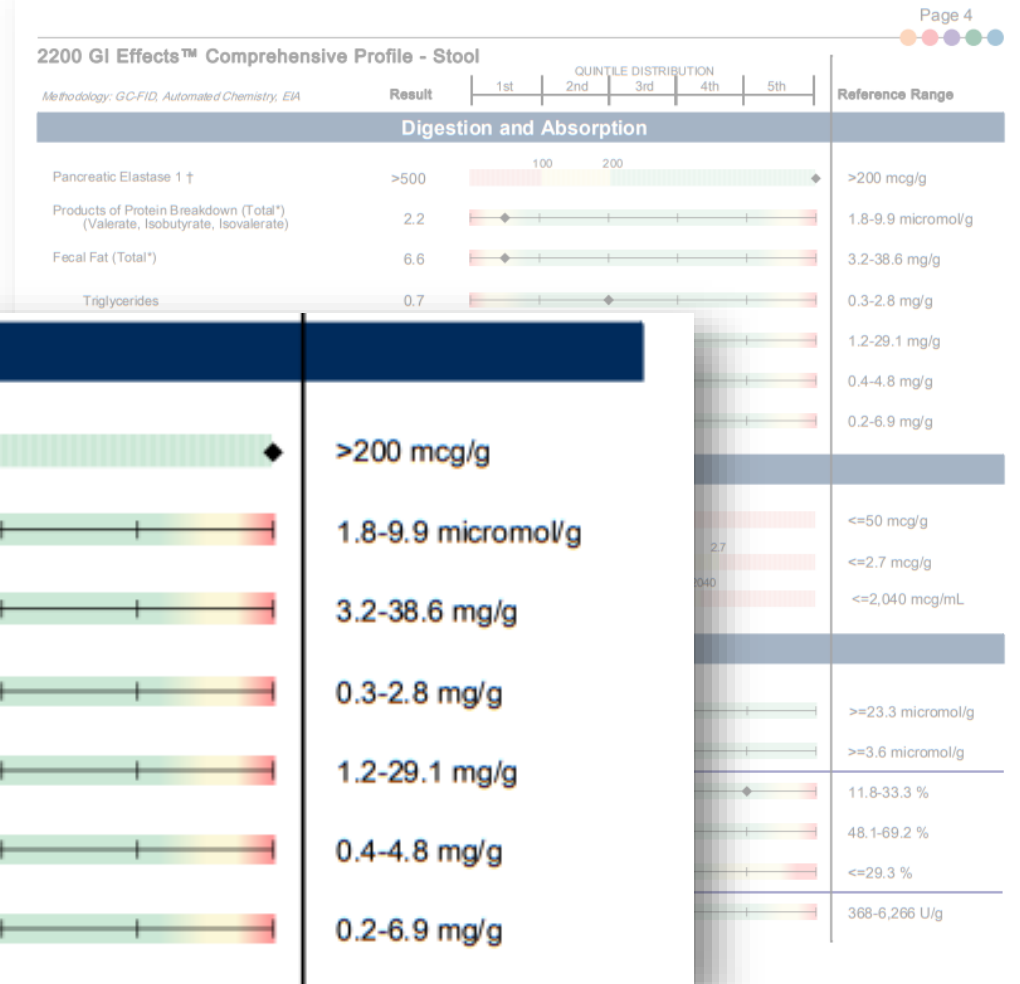 Page 4
2200 GI Effects™ Comprehensive Profile - Stool
QUINTILE DISTRIBUTION
Methodology: GC-FID, Automated Chemistry, EIA Result 1st 2nd 3rd 4th 5th Reference Range
Digestion and Absorption
100 200
Pancreatic Elastase 1 † >500 >200 mcg/g
Products of Protein Breakdown (Total*)
(Valerate, Isobutyrate, Isovalerate) 2.2 1.8-9.9 micromol/g
Fecal Fat (Total*) 6.6 3.2-38.6 mg/g
Triglycerides 0.7 0.3-2.8 mg/g
1.2-29.1 mg/g
0.4-4.8 mg/g
0.2-6.9 mg/g
<=50 mcg/g
2.7
<=2.7 mcg/g
2040
<=2,040 mcg/mL
>=23.3 micromol/g
>=3.6 micromol/g
11.8-33.3 %
48.1-69.2 %
<=29.3 %
368-6,266 U/g
>200 mcg/g
1.8-9.9 micromol/g
3.2-38.6 mg/g
0.3-2.8 mg/g
1.2-29.1 mg/g
0.4-4.8 mg/g
0.2-6.9 mg/g